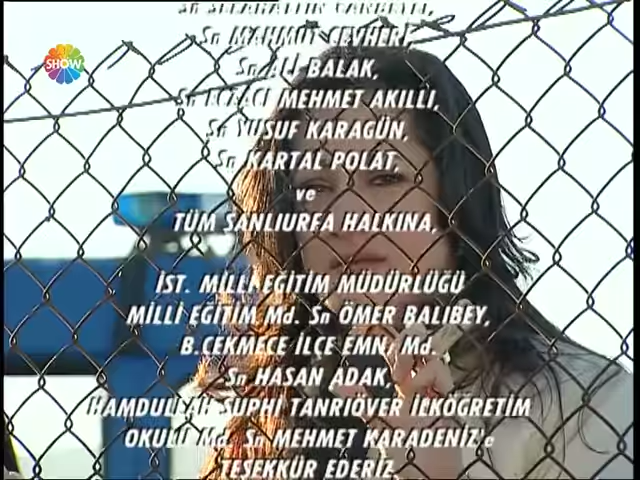 SHOW
Sn MAHMUT CEVHERİ,
Sn ALİ BALAK,
Sn ECZACI MEHMET AKILLI,
Sn YUSUF KARAGÜN,
Sn KARTAL POLAT,
ve
TÜM ŞANLIURFA HALKINA,
İST. MİLLİ EĞİTİM MÜDÜRLÜĞÜ
MİLLİ EĞİTİM Md. Sn ÖMER BALIBEY,
B.ÇEKMECE İLÇE EMN. Md.
Sn HASAN ADAK,
HAMDULLAH SUPHİ TANRIÖVER İLKÖĞRETİM
OKULU Md. Sn MEHMET KARADENİZ'e
TEŞEKKÜR EDERİZ.